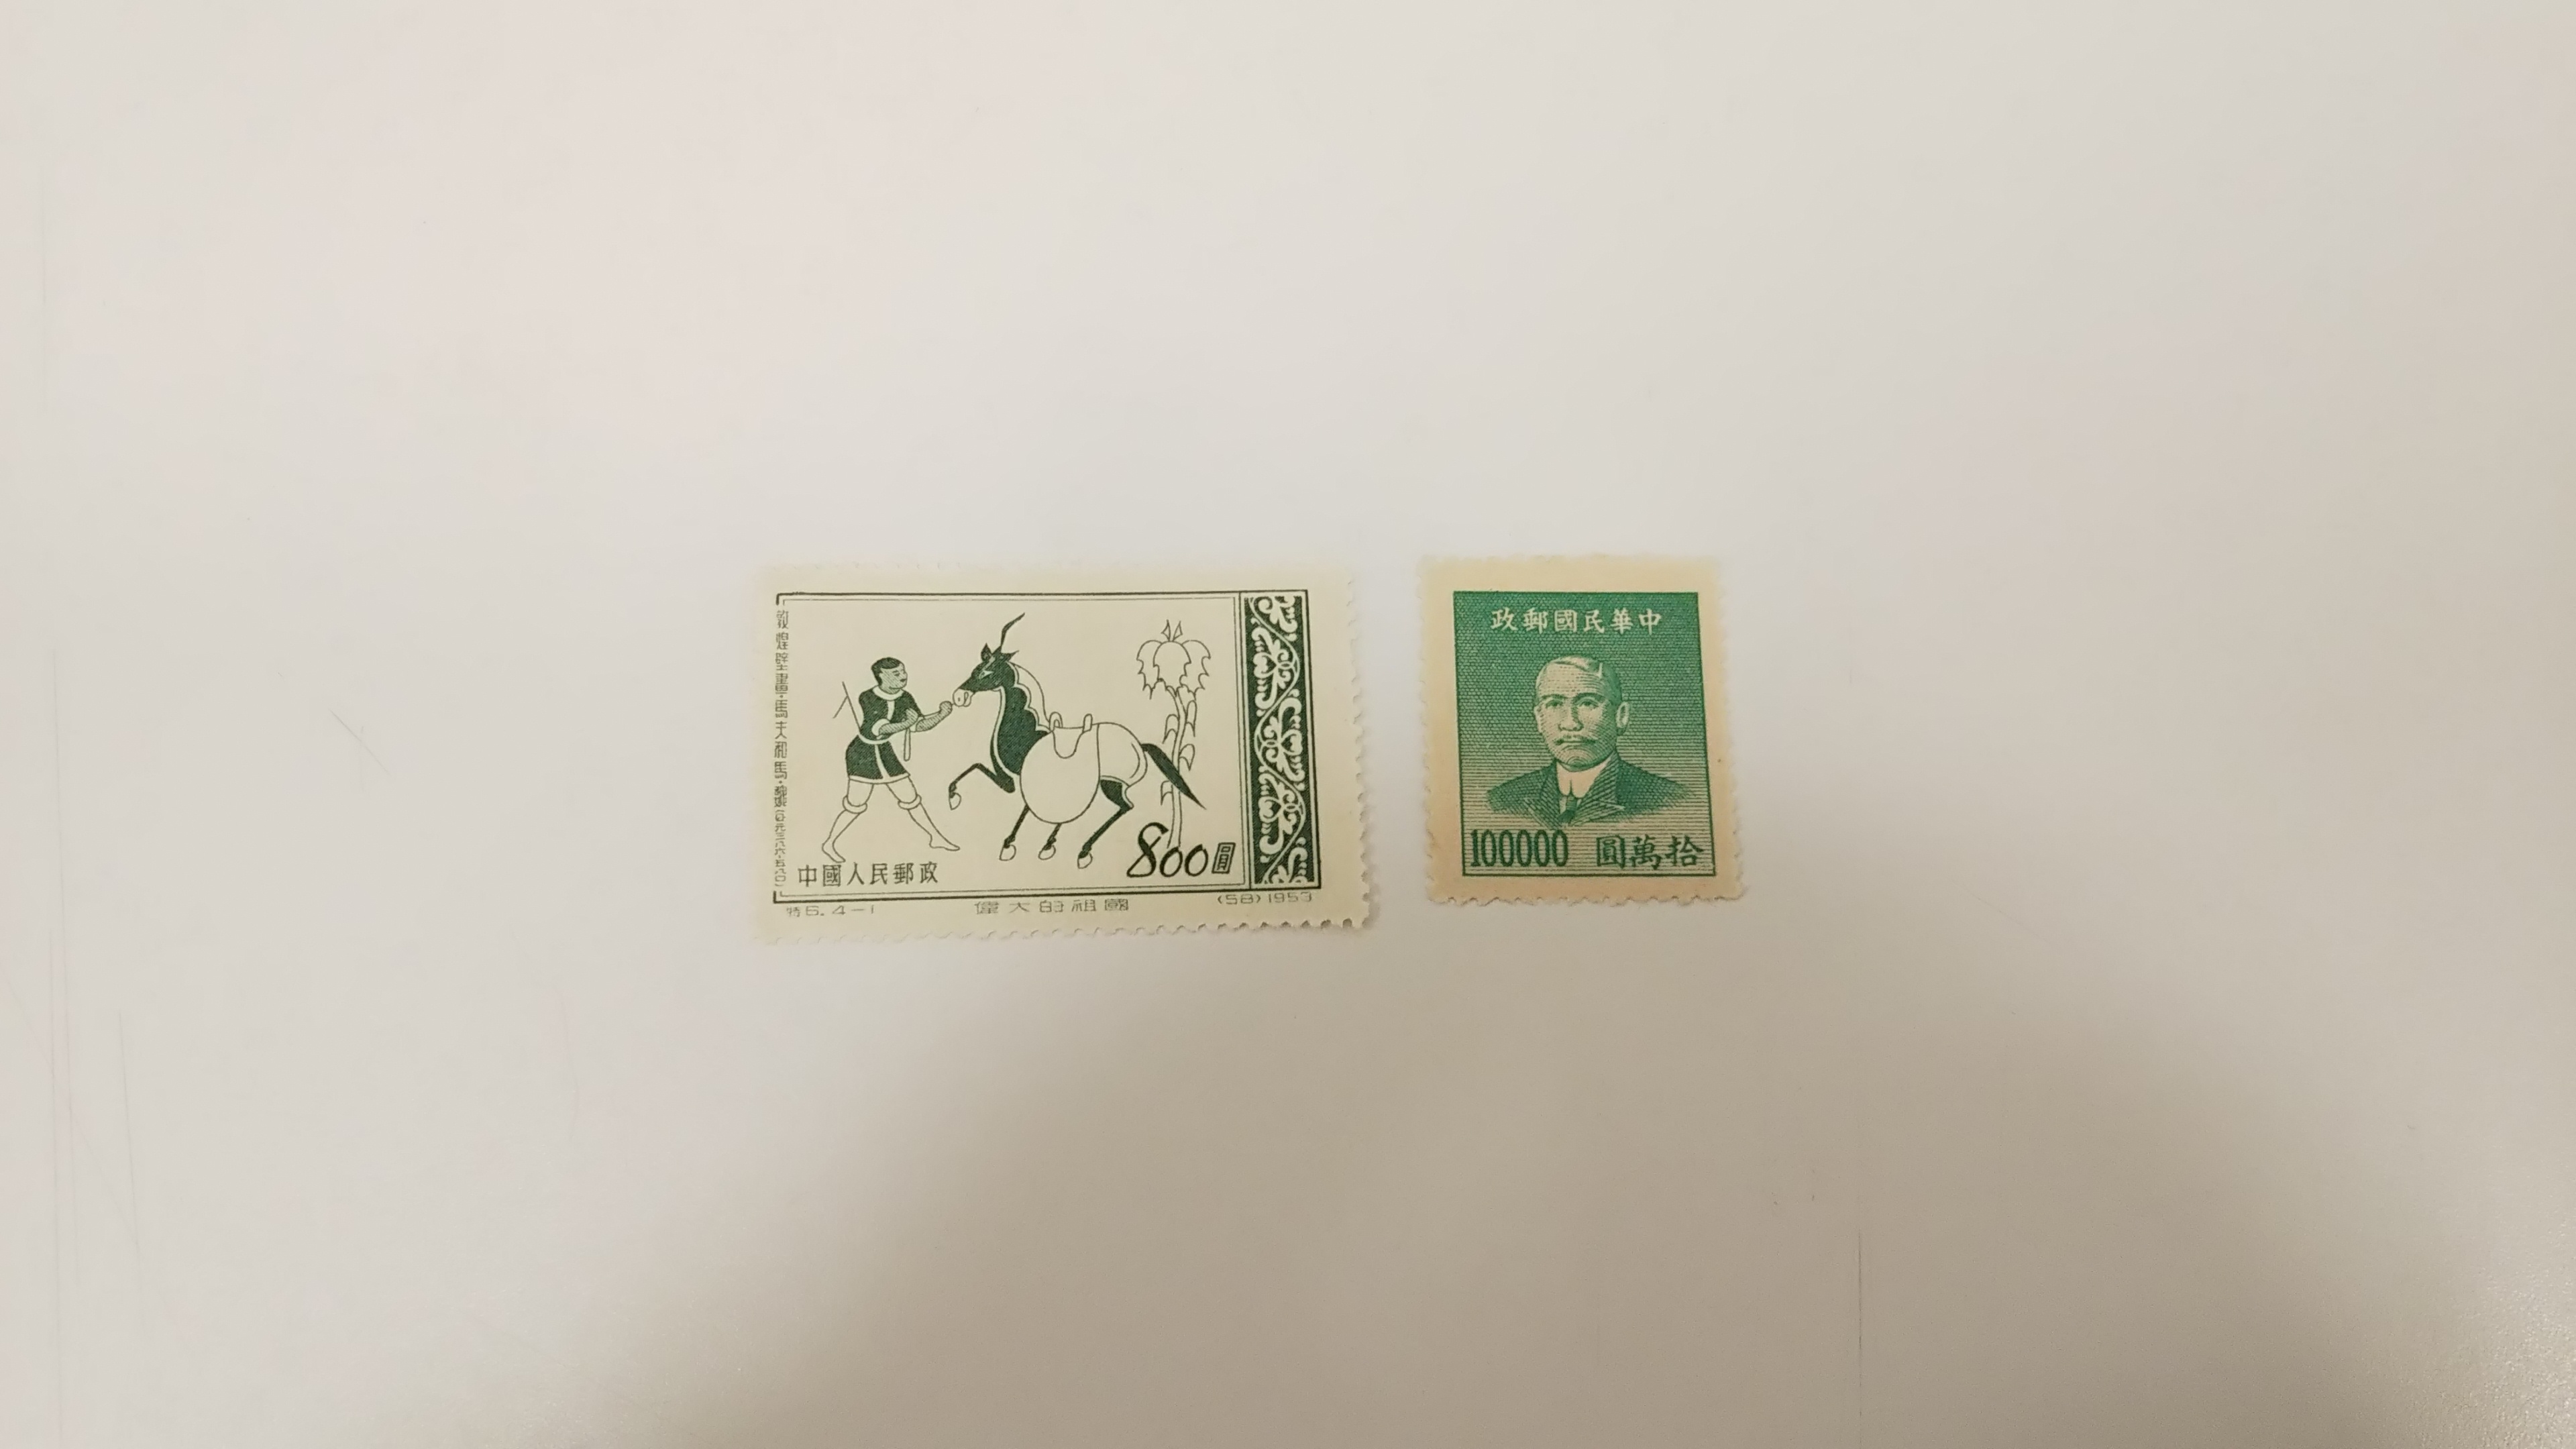 敦煌壁畫·馬夫和馬·魏
中國人民郵政
800圓
特6. 4-1 偉大的祖國 (58) 1953
中華民國郵政
100000 拾萬圓